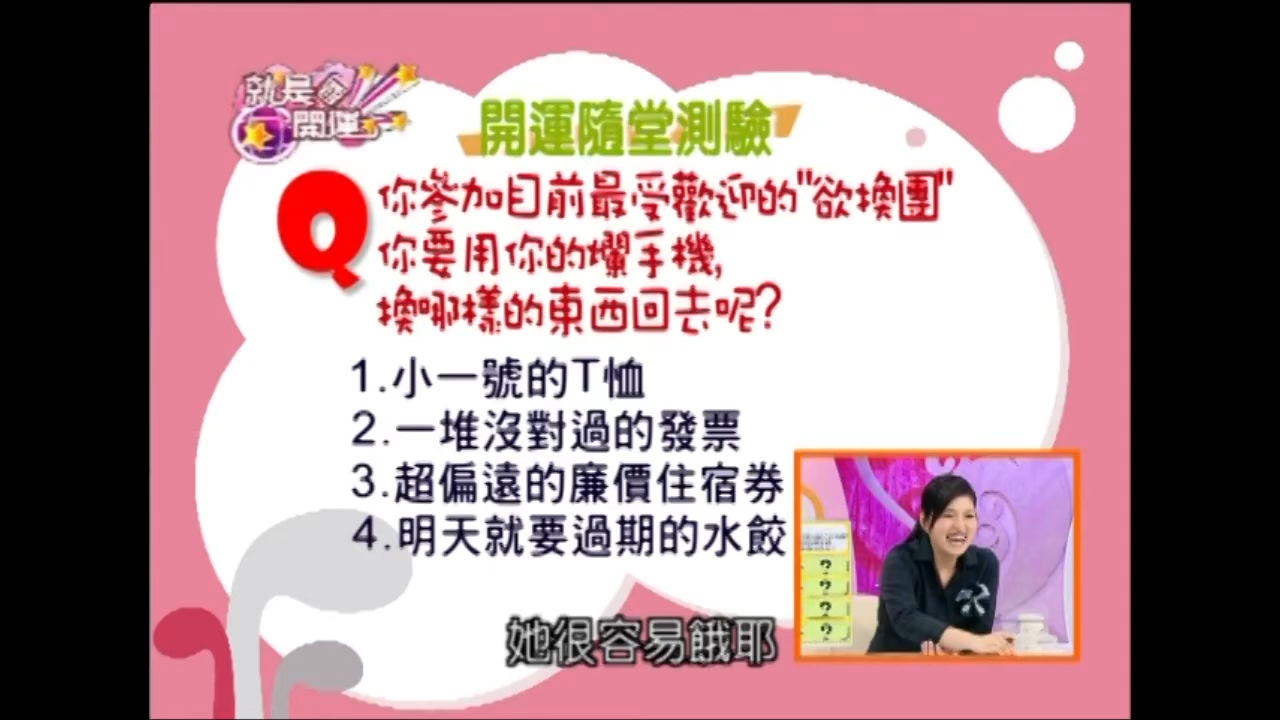 就是會
開運
開運隨堂測驗
Q 你參加目前最受歡迎的"欲換團"
你要用你的爛手機,
換哪樣的東西回去呢?
1.小一號的T恤
2.一堆沒對過的發票
3.超偏遠的廉價住宿券
4.明天就要過期的水餃
?
?
?
?
她很容易餓耶